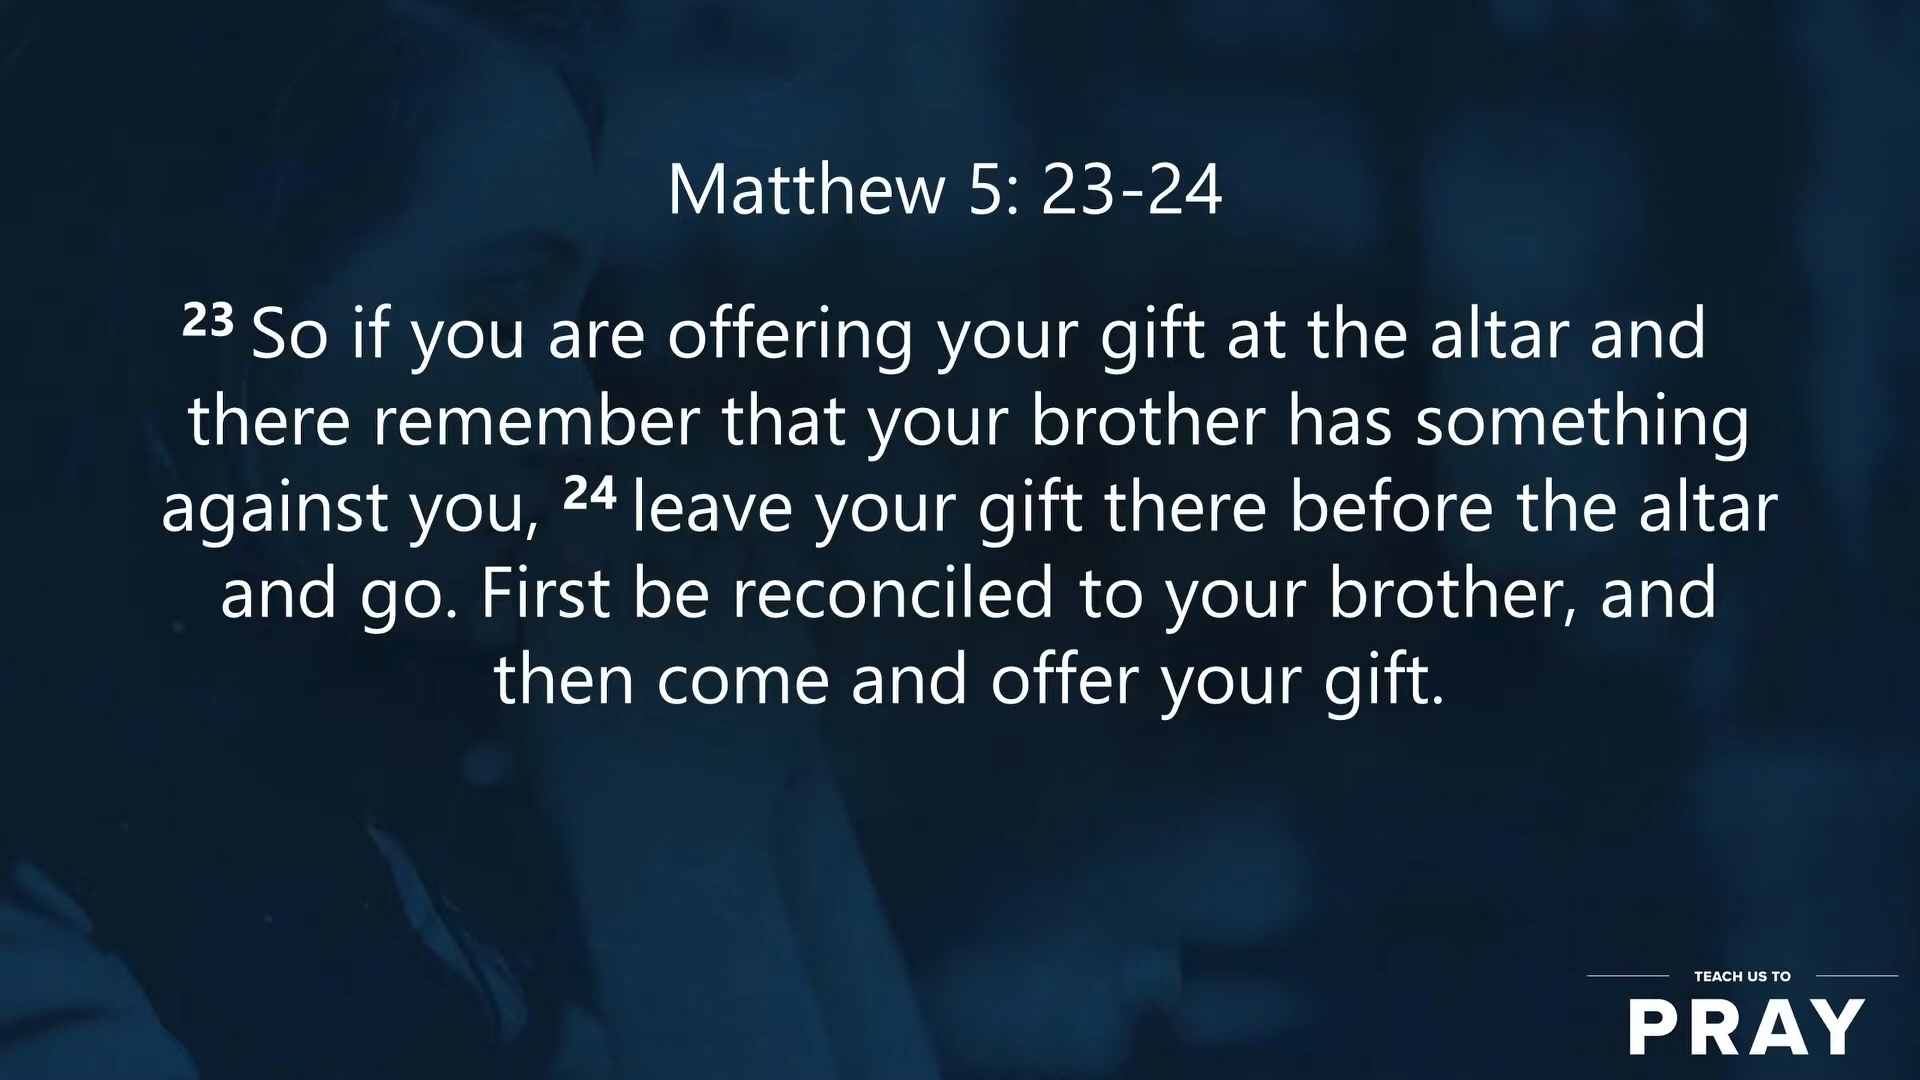 Matthew 5: 23-24
23 So if you are offering your gift at the altar and
there remember that your brother has something
against you, 24 leave your gift there before the altar
and go. First be reconciled to your brother, and
then come and offer your gift.
TEACH US TO
PRAY